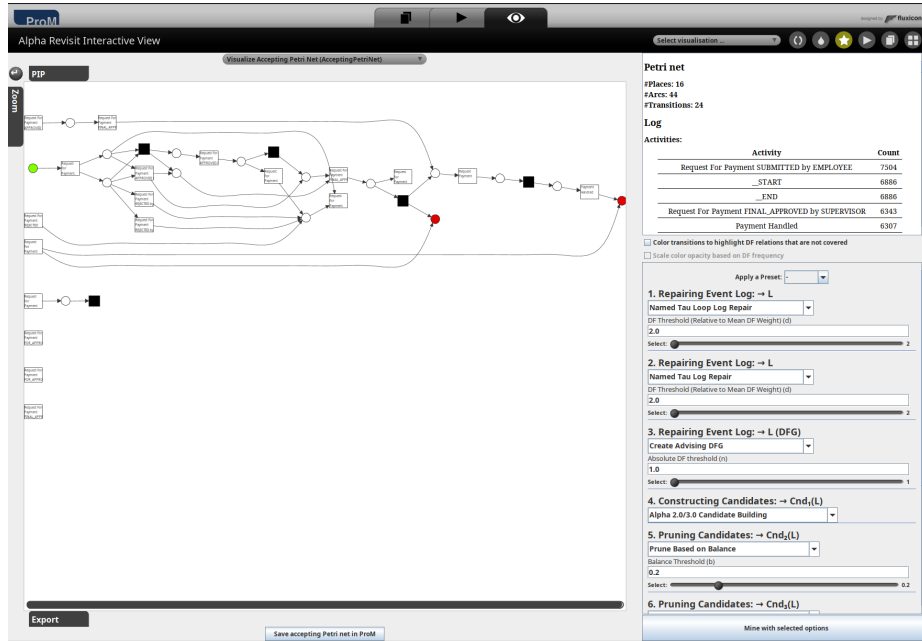 ProM
designed by fluxicon
Alpha Revisit Interactive View
Select visualisation ...
Visualize Accepting Petri Net (AcceptingPetriNet)
PIP
Zoom
Petri net
#Places: 16
#Arcs: 44
#Transitions: 24
Log
Activities:
Activity Count
Request For Payment SUBMITTED by EMPLOYEE 7504
__START 6886
__END 6886
Request For Payment FINAL_APPROVED by SUPERVISOR 6343
Payment Handled 6307
Color transitions to highlight DF relations that are not covered
Scale color opacity based on DF frequency
Apply a Preset: -
1. Repairing Event Log: → L
Named Tau Loop Log Repair
DF Threshold (Relative to Mean DF Weight) (d)
2.0
Select: 2
2. Repairing Event Log: → L
Named Tau Log Repair
DF Threshold (Relative to Mean DF Weight) (d)
2.0
Select: 2
3. Repairing Event Log: → L (DFG)
Create Advising DFG
Absolute DF threshold (n)
1.0
Select: 1
4. Constructing Candidates: → Cnd₁(L)
Alpha 2.0/3.0 Candidate Building
5. Pruning Candidates: → Cnd₂(L)
Prune Based on Balance
Balance Threshold (b)
0.2
Select: 0.2
6. Pruning Candidates: → Cnd₃(L)
Export
Save accepting Petri net in ProM
Mine with selected options